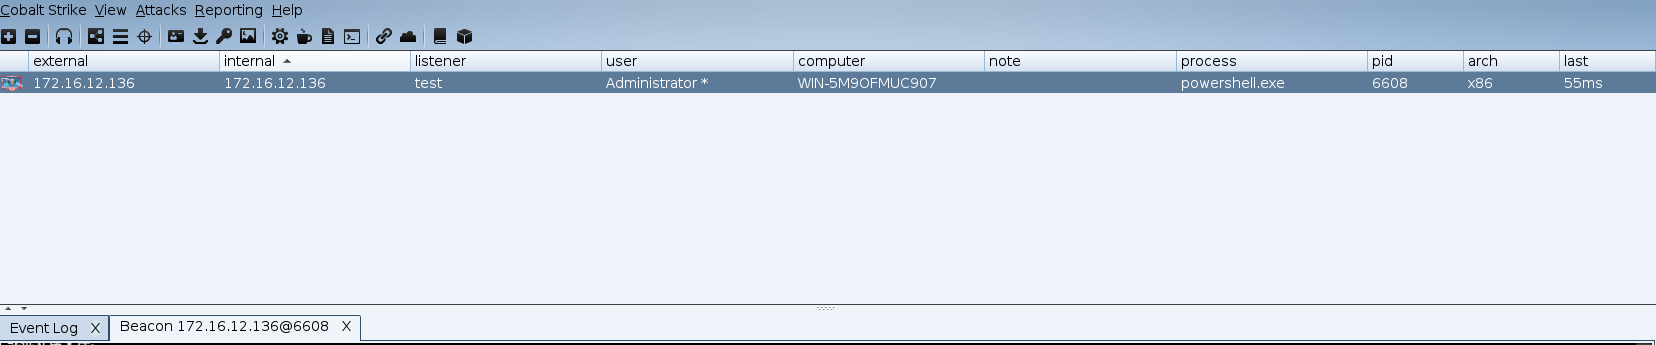 Cobalt Strike View Attacks Reporting Help
external internal listener user computer note process pid arch last
172.16.12.136 172.16.12.136 test Administrator * WIN-5M9OFMUC907 powershell.exe 6608 x86 55ms
Event Log X Beacon 172.16.12.136@6608 X